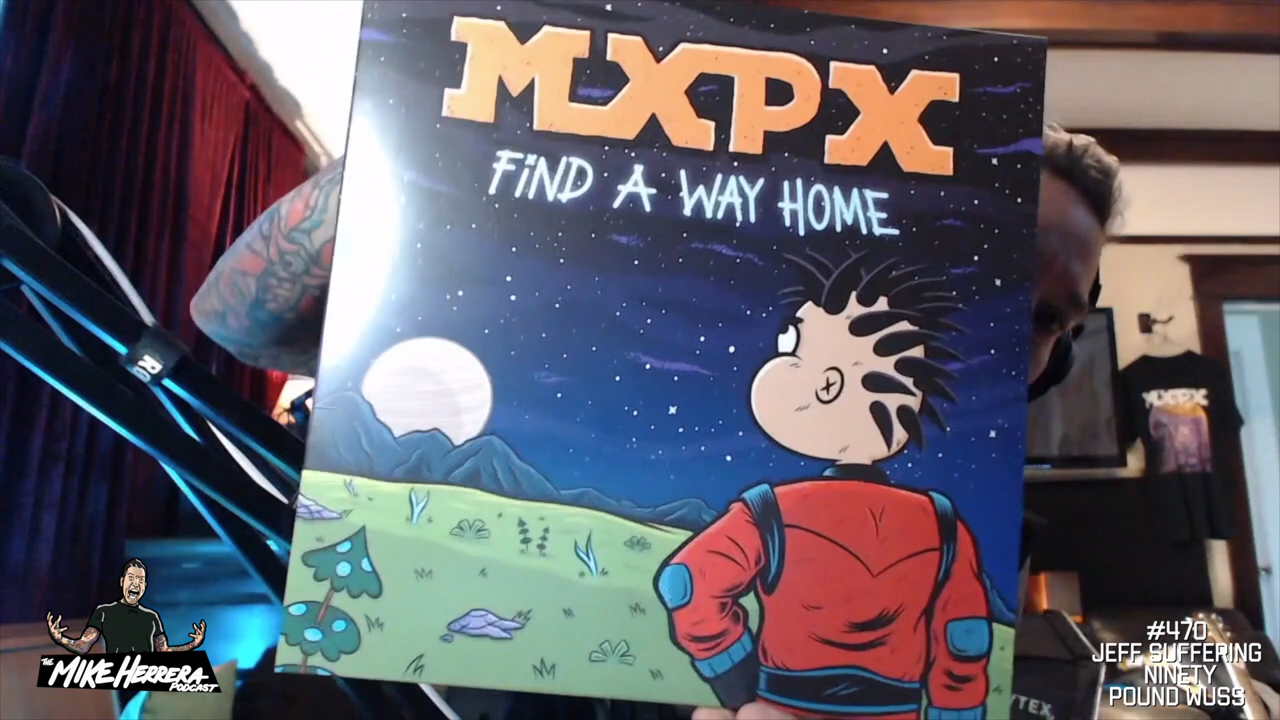 MXPX
FIND A WAY HOME
MXPX
THE
MIKE HERRERA
PODCAST
#470
JEFF SUFFERING
NINETY
POUND WUSS